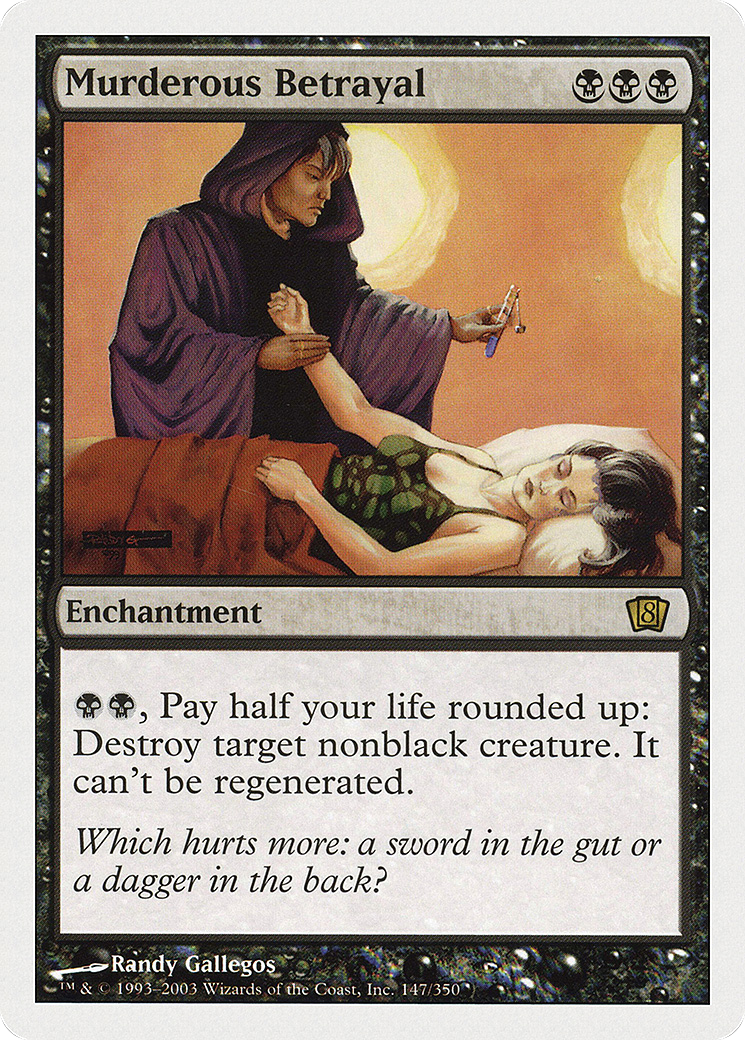 Murderous Betrayal
Enchantment
8
, Pay half your life rounded up:
Destroy target nonblack creature. It
can't be regenerated.
Which hurts more: a sword in the gut or
a dagger in the back?
Randy Gallegos
™ & © 1993–2003 Wizards of the Coast, Inc. 147/350